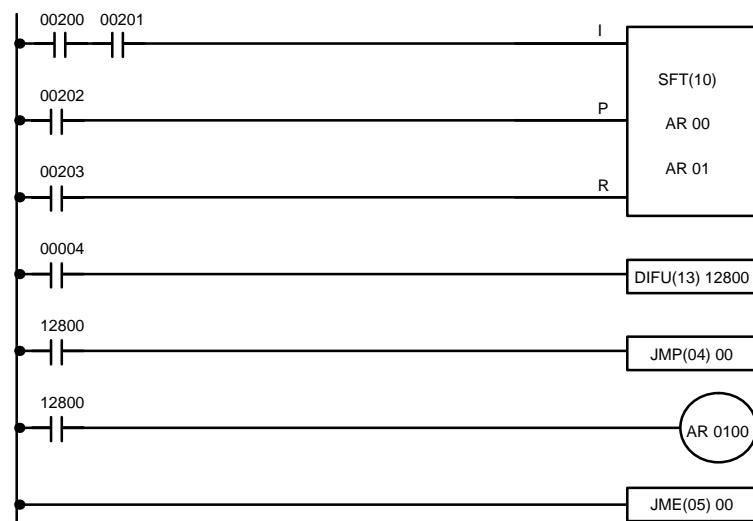 00200 00201
I
SFT(10)
00202
P
AR 00
AR 01
00203
R
00004
DIFU(13) 12800
12800
JMP(04) 00
12800
AR 0100
JME(05) 00